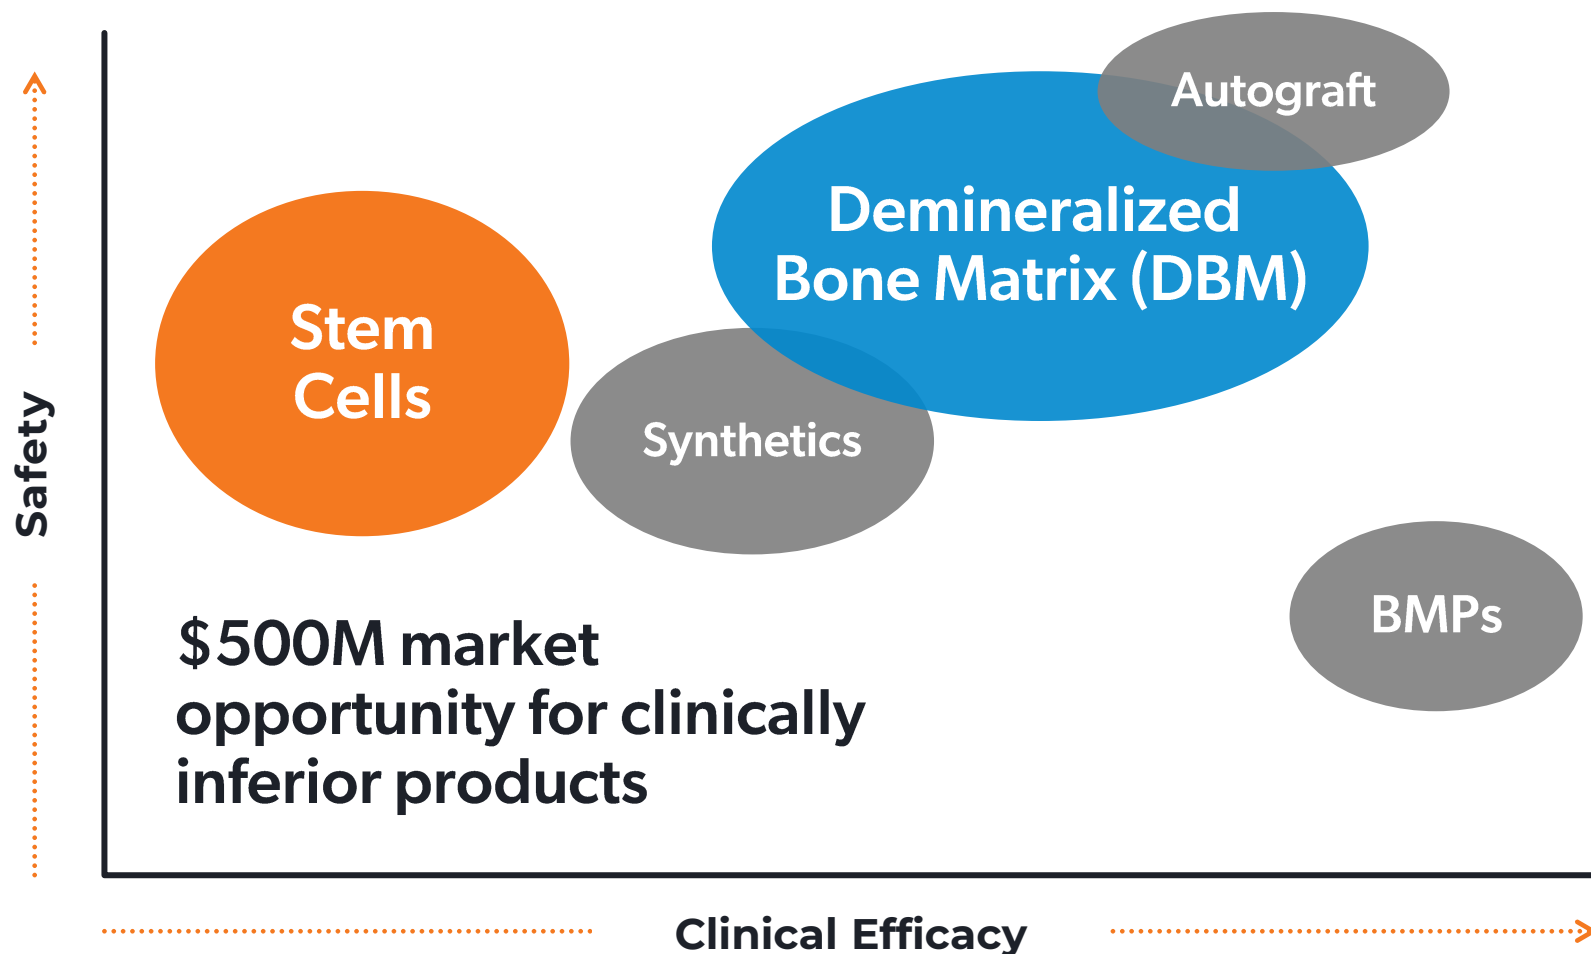 Autograft
Demineralized
Bone Matrix (DBM)
Stem
Cells
Synthetics
BMPs
$500M market
opportunity for clinically
inferior products
Safety
Clinical Efficacy